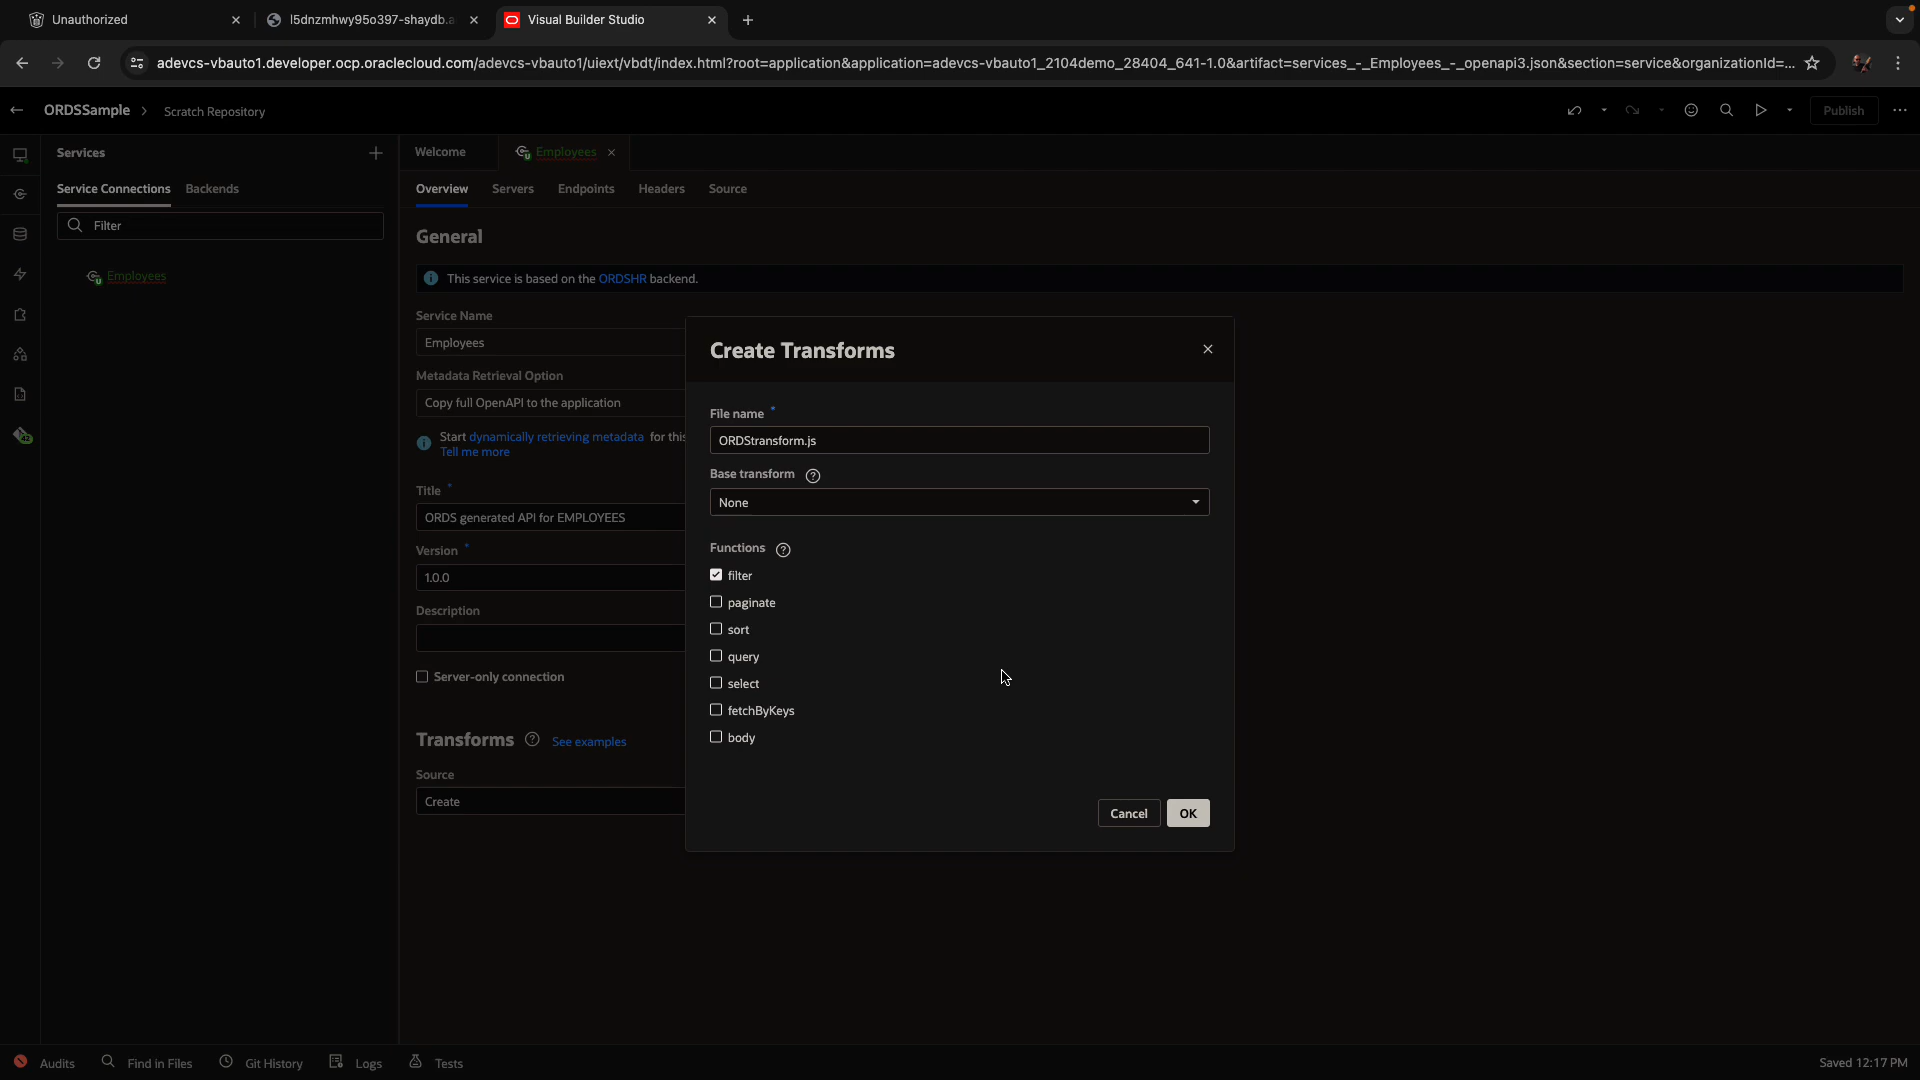 Unauthorized
l5dnzmhwy95o397-shaydb.a
Visual Builder Studio
adevcs-vbauto1.developer.ocp.oraclecloud.com/adevcs-vbauto1/uiext/vbdt/index.html?root=application&application=adevcs-vbauto1_2104demo_28404_641-1.0&artifact=services_-_Employees_-_openapi3.json&section=service&organizationId=...
ORDSSample
Scratch Repository
Publish
Services
Welcome
Employees
Service Connections
Backends
Overview
Servers
Endpoints
Headers
Source
Filter
Employees
General
This service is based on the ORDSHR backend.
Service Name
Employees
Metadata Retrieval Option
Copy full OpenAPI to the application
Start dynamically retrieving metadata for this
Tell me more
Title *
ORDS generated API for EMPLOYEES
Version *
1.0.0
Description
Server-only connection
Transforms
See examples
Source
Create
Create Transforms
File name *
ORDStransform.js
Base transform
None
Functions
filter
paginate
sort
query
select
fetchByKeys
body
Cancel
OK
Audits
Find in Files
Git History
Logs
Tests
Saved 12:17 PM